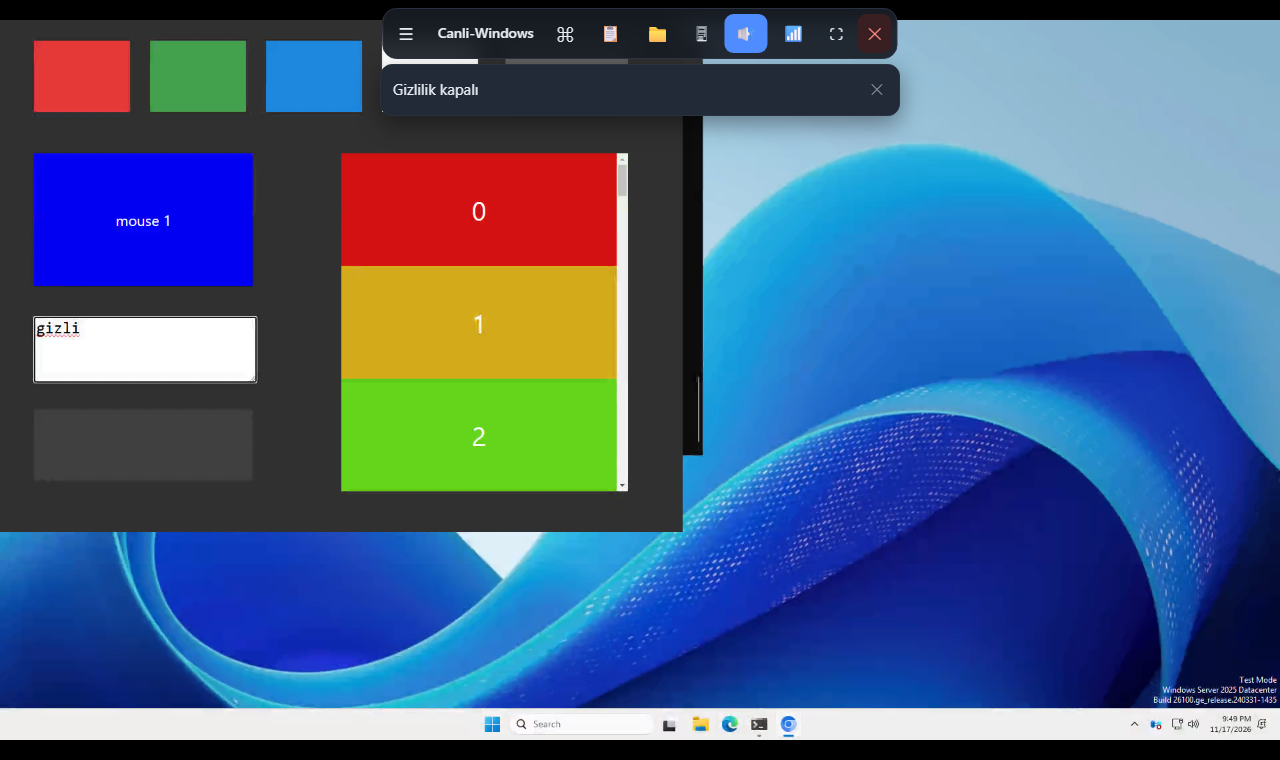 Canli-Windows
Gizlilik kapalı
mouse 1
gizli
0
1
2
Test Mode
Windows Server 2025 Datacenter
Build 26100.ge_release.240331-1435
Search
9:49 PM
11/17/2026